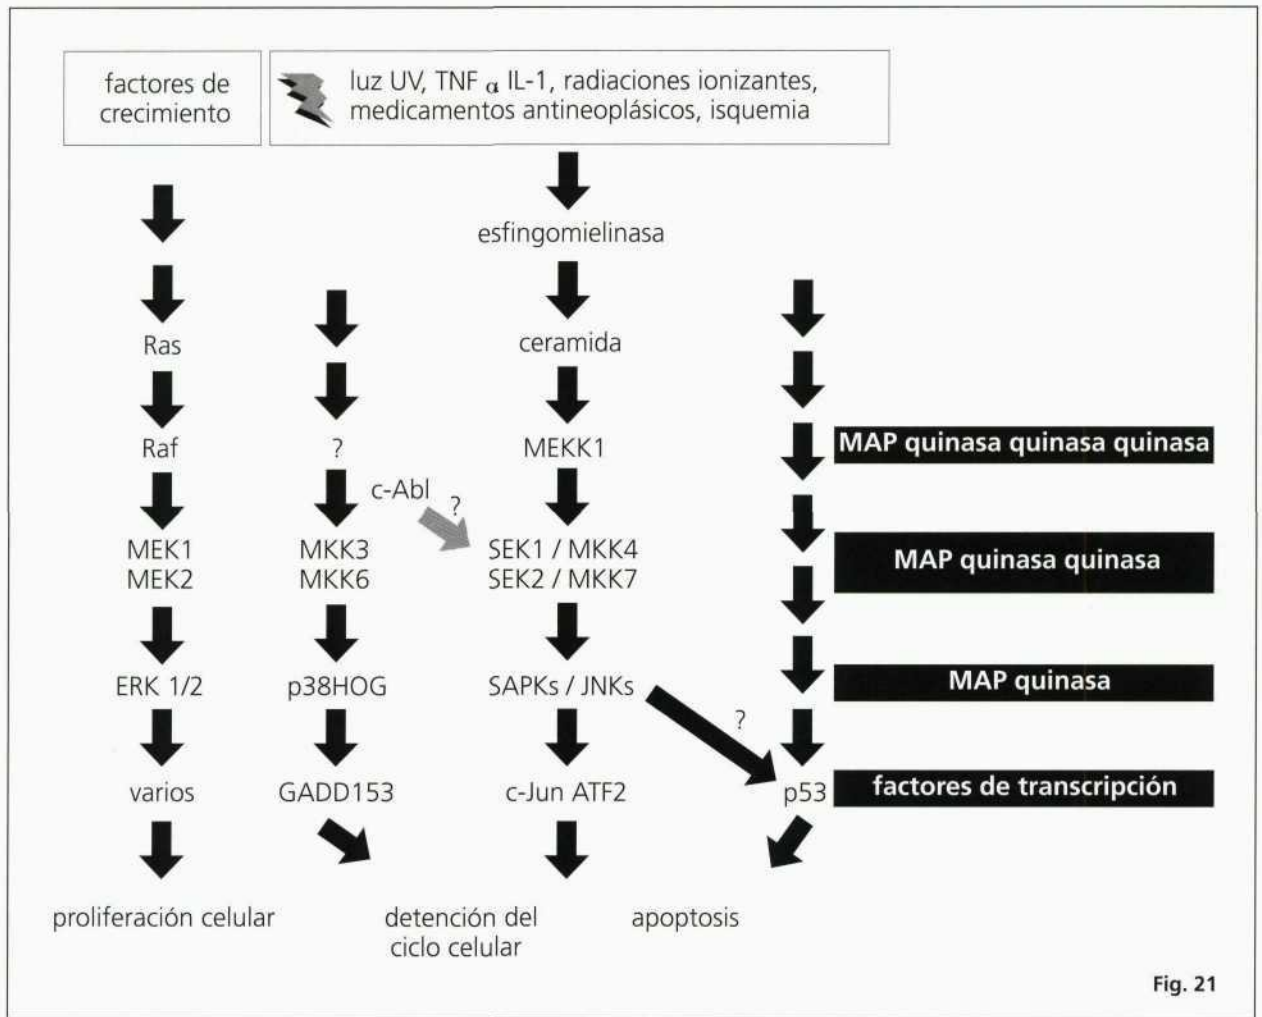 factores de
crecimiento
luz UV, TNF α IL-1, radiaciones ionizantes,
medicamentos antineoplásicos, isquemia
esfingomielinasa
Ras
ceramida
Raf
?
MEKK1
MAP quinasa quinasa quinasa
c-Abl
?
MEK1
MEK2
MKK3
MKK6
SEK1 / MKK4
SEK2 / MKK7
MAP quinasa quinasa
ERK 1/2
p38HOG
SAPKs / JNKs
MAP quinasa
?
varios
GADD153
c-Jun ATF2
p53
factores de transcripción
proliferación celular
detención del
ciclo celular
apoptosis
Fig. 21